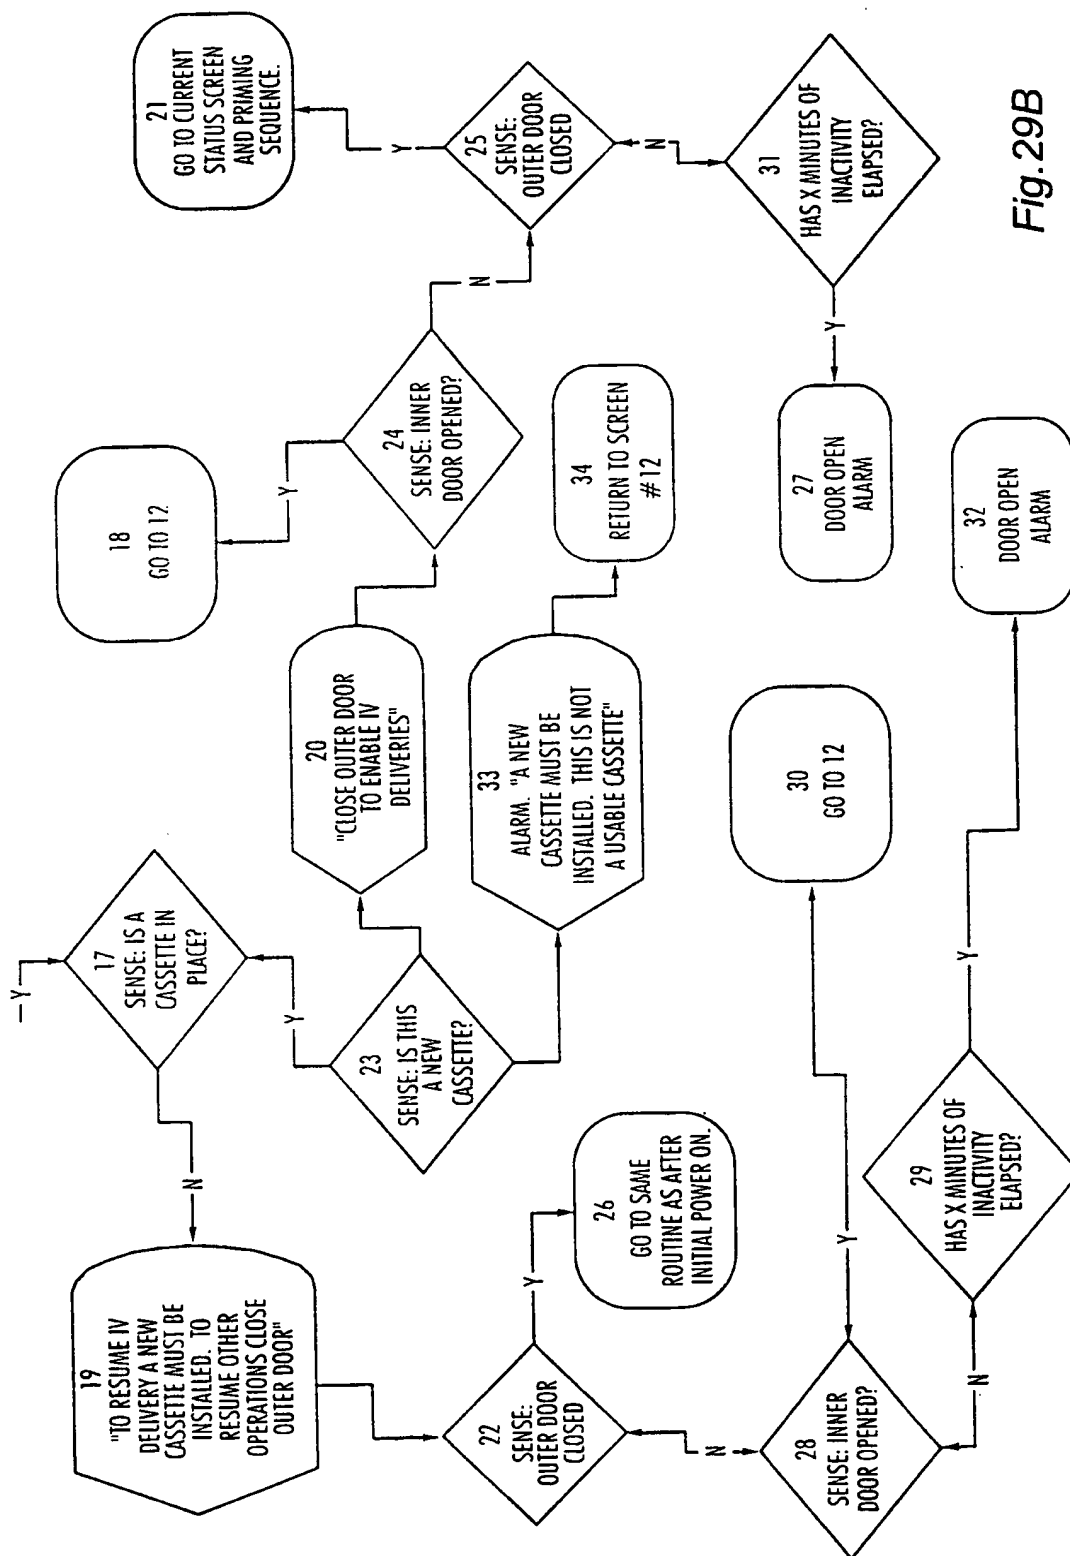 — Y —
17
SENSE: IS A
CASSETTE IN
PLACE?
N
19
"TO RESUME IV
DELIVERY A NEW
CASSETTE MUST BE
INSTALLED. TO
RESUME OTHER
OPERATIONS CLOSE
OUTER DOOR"
Y
23
SENSE: IS THIS
A NEW
CASSETTE?
20
"CLOSE OUTER DOOR
TO ENABLE IV
DELIVERIES"
33
ALARM. "A NEW
CASSETTE MUST BE
INSTALLED. THIS IS NOT
A USABLE CASSETTE"
34
RETURN TO SCREEN
#12
24
SENSE: INNER
DOOR OPENED?
Y
18
GO TO 12
N
25
SENSE:
OUTER DOOR
CLOSED
Y
21
GO TO CURRENT
STATUS SCREEN
AND PRIMING
SEQUENCE.
N
31
HAS X MINUTES OF
INACTIVITY
ELAPSED?
Y
27
DOOR OPEN
ALARM
22
SENSE:
OUTER DOOR
CLOSED
Y
26
GO TO SAME
ROUTINE AS AFTER
INITIAL POWER ON.
N
28
SENSE: INNER
DOOR OPENED?
Y
30
GO TO 12
N
29
HAS X MINUTES OF
INACTIVITY
ELAPSED?
Y
32
DOOR OPEN
ALARM
Fig.29B